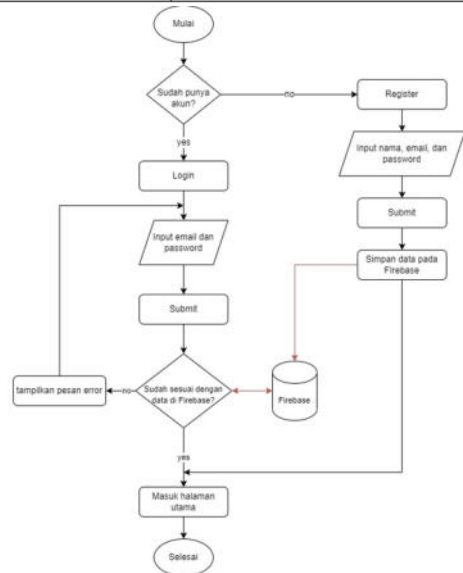 Mulai
Sudah punya
akun?
no
Register
yes
Input nama, email, dan
password
Login
Submit
Input email dan
password
Simpan data pada
Firebase
Submit
tampilkan pesan error
no
Sudah sesuai dengan
data di Firebase?
Firebase
yes
Masuk halaman
utama
Selesai